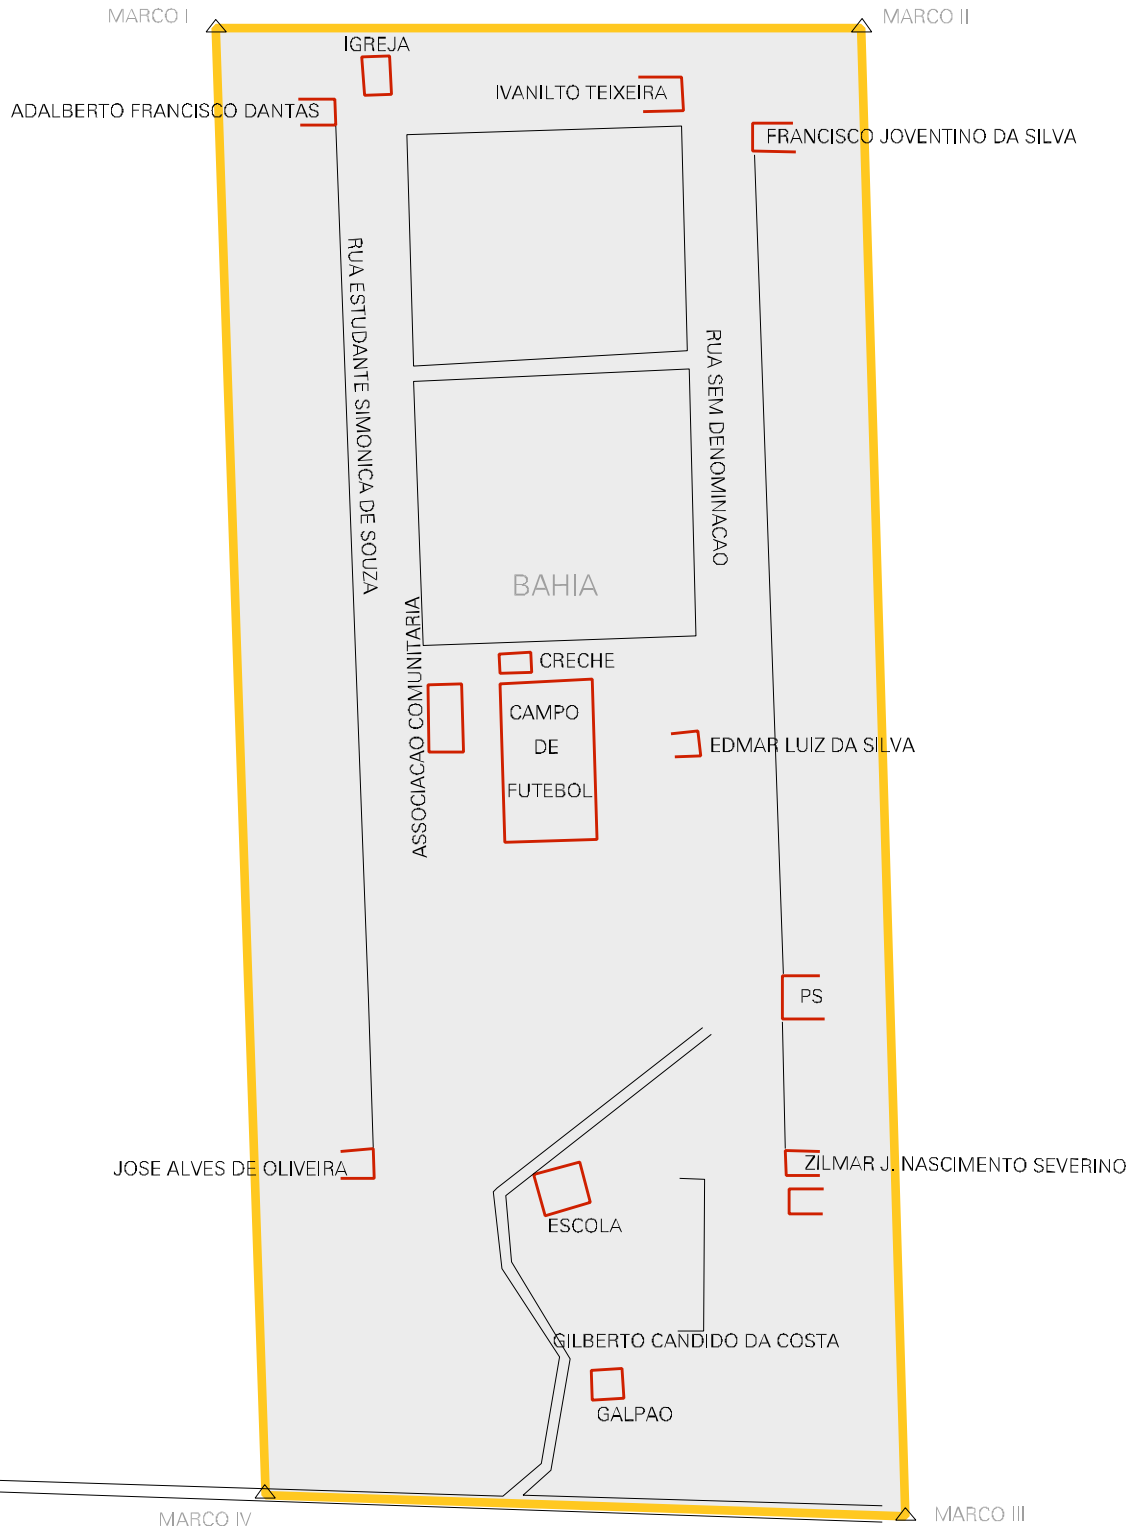 MARCO I
MARCO II
IGREJA
IVANILTO TEIXEIRA
ADALBERTO FRANCISCO DANTAS
FRANCISCO JOVENTINO DA SILVA
RUA ESTUDANTE SIMONICA DE SOUZA
RUA SEM DENOMINACAO
BAHIA
ASSOCIACAO COMUNITARIA
CRECHE
CAMPO
DE
FUTEBOL
EDMAR LUIZ DA SILVA
PS
JOSE ALVES DE OLIVEIRA
ZILMAR J. NASCIMENTO SEVERINO
ESCOLA
GILBERTO CANDIDO DA COSTA
GALPAO
MARCO IV
MARCO III